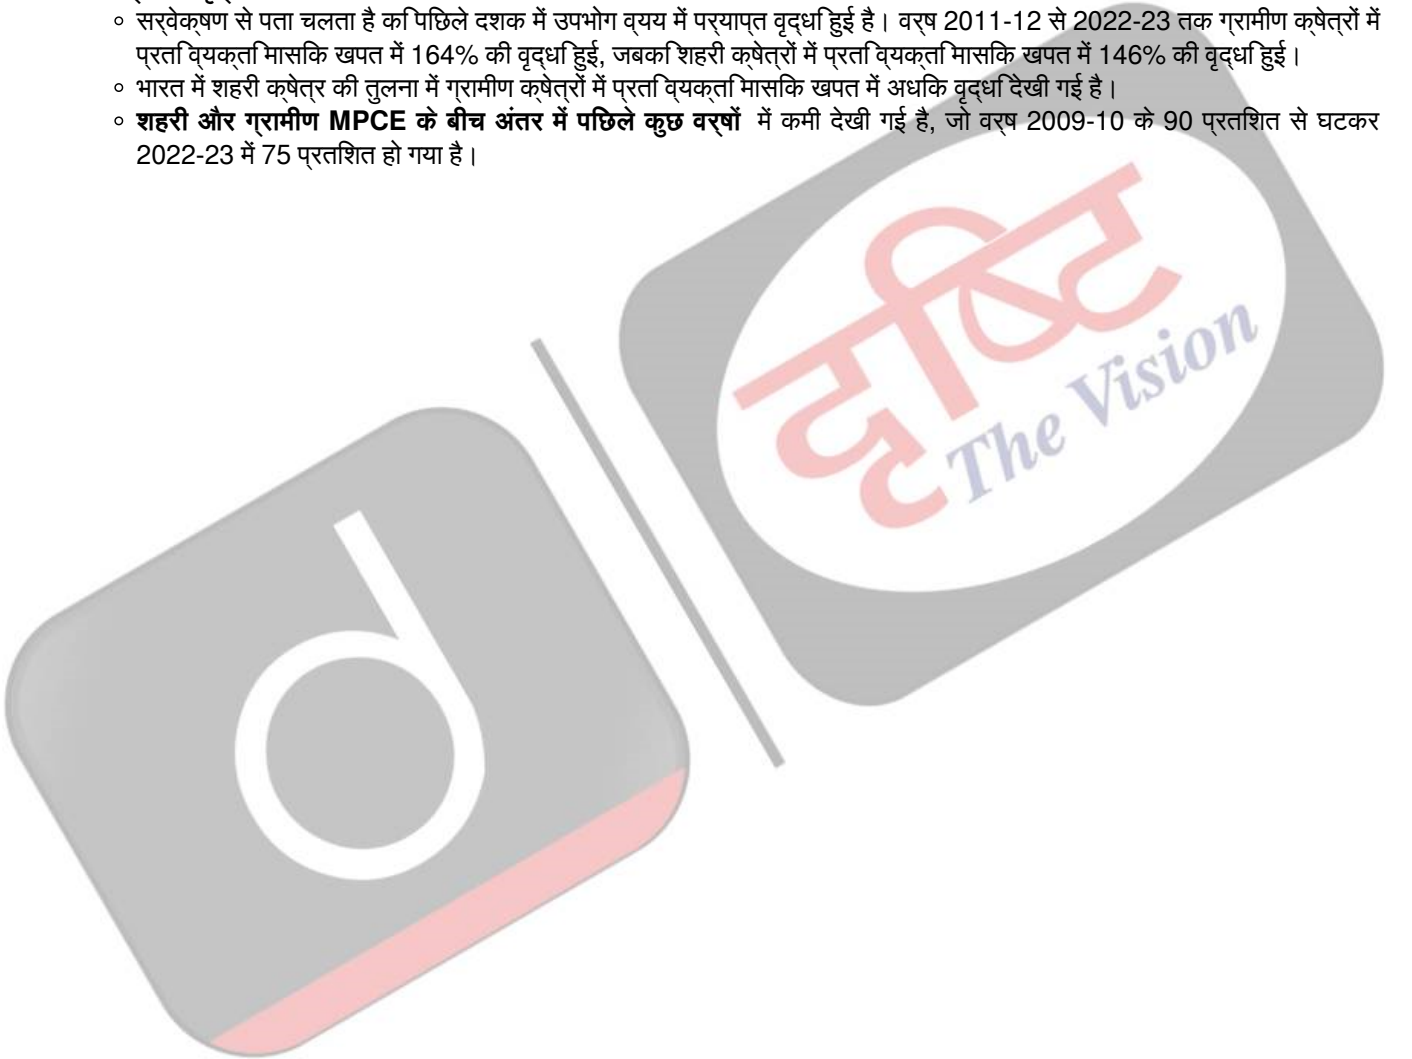 ◦ सर्वेक्षण से पता चलता है कि पिछले दशक में उपभोग व्यय में पर्याप्त वृद्धि हुई है। वर्ष 2011-12 से 2022-23 तक ग्रामीण क्षेत्रों में
प्रति व्यक्ति मासिक खपत में 164% की वृद्धि हुई, जबकि शहरी क्षेत्रों में प्रति व्यक्ति मासिक खपत में 146% की वृद्धि हुई।
◦ भारत में शहरी क्षेत्र की तुलना में ग्रामीण क्षेत्रों में प्रति व्यक्ति मासिक खपत में अधिक वृद्धि देखी गई है।
◦ शहरी और ग्रामीण MPCE के बीच अंतर में पिछले कुछ वर्षों में कमी देखी गई है, जो वर्ष 2009-10 के 90 प्रतिशत से घटकर
2022-23 में 75 प्रतिशत हो गया है।
दृष्टि
The Vision
d